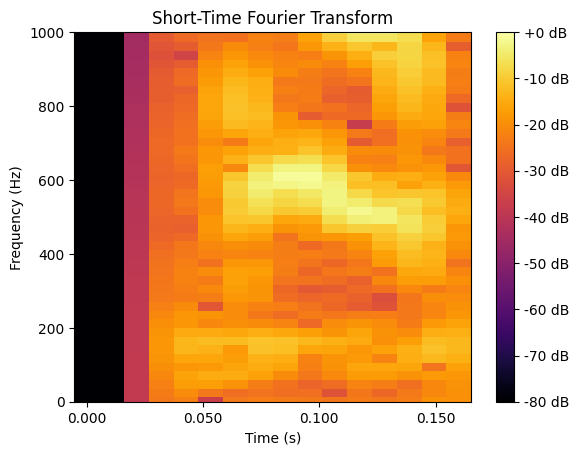 Short-Time Fourier Transform
Frequency (Hz)
1000
800
600
400
200
0
0.000 0.050 0.100 0.150
Time (s)
+0 dB
-10 dB
-20 dB
-30 dB
-40 dB
-50 dB
-60 dB
-70 dB
-80 dB